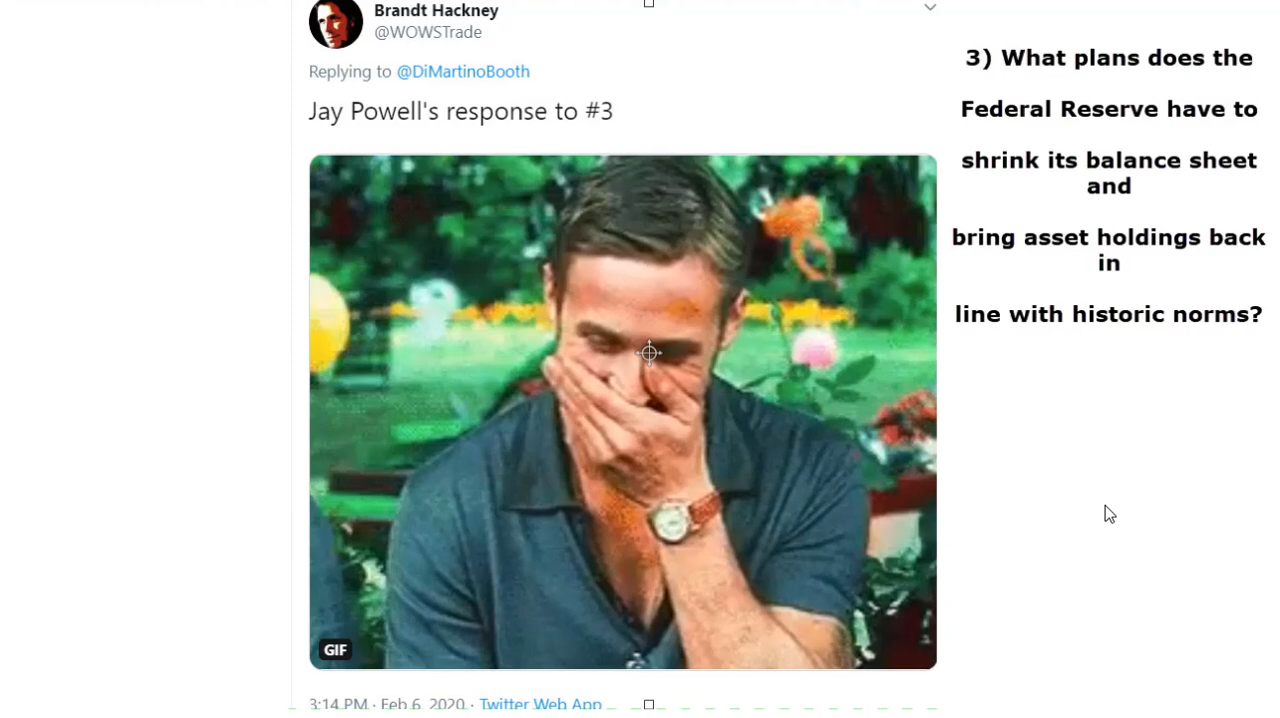 Brandt Hackney
@WOWSTrade
Replying to @DiMartinoBooth
Jay Powell's response to #3
GIF
3:14 PM · Feb 6, 2020 · Twitter Web App
3) What plans does the
Federal Reserve have to
shrink its balance sheet
and
bring asset holdings back
in
line with historic norms?